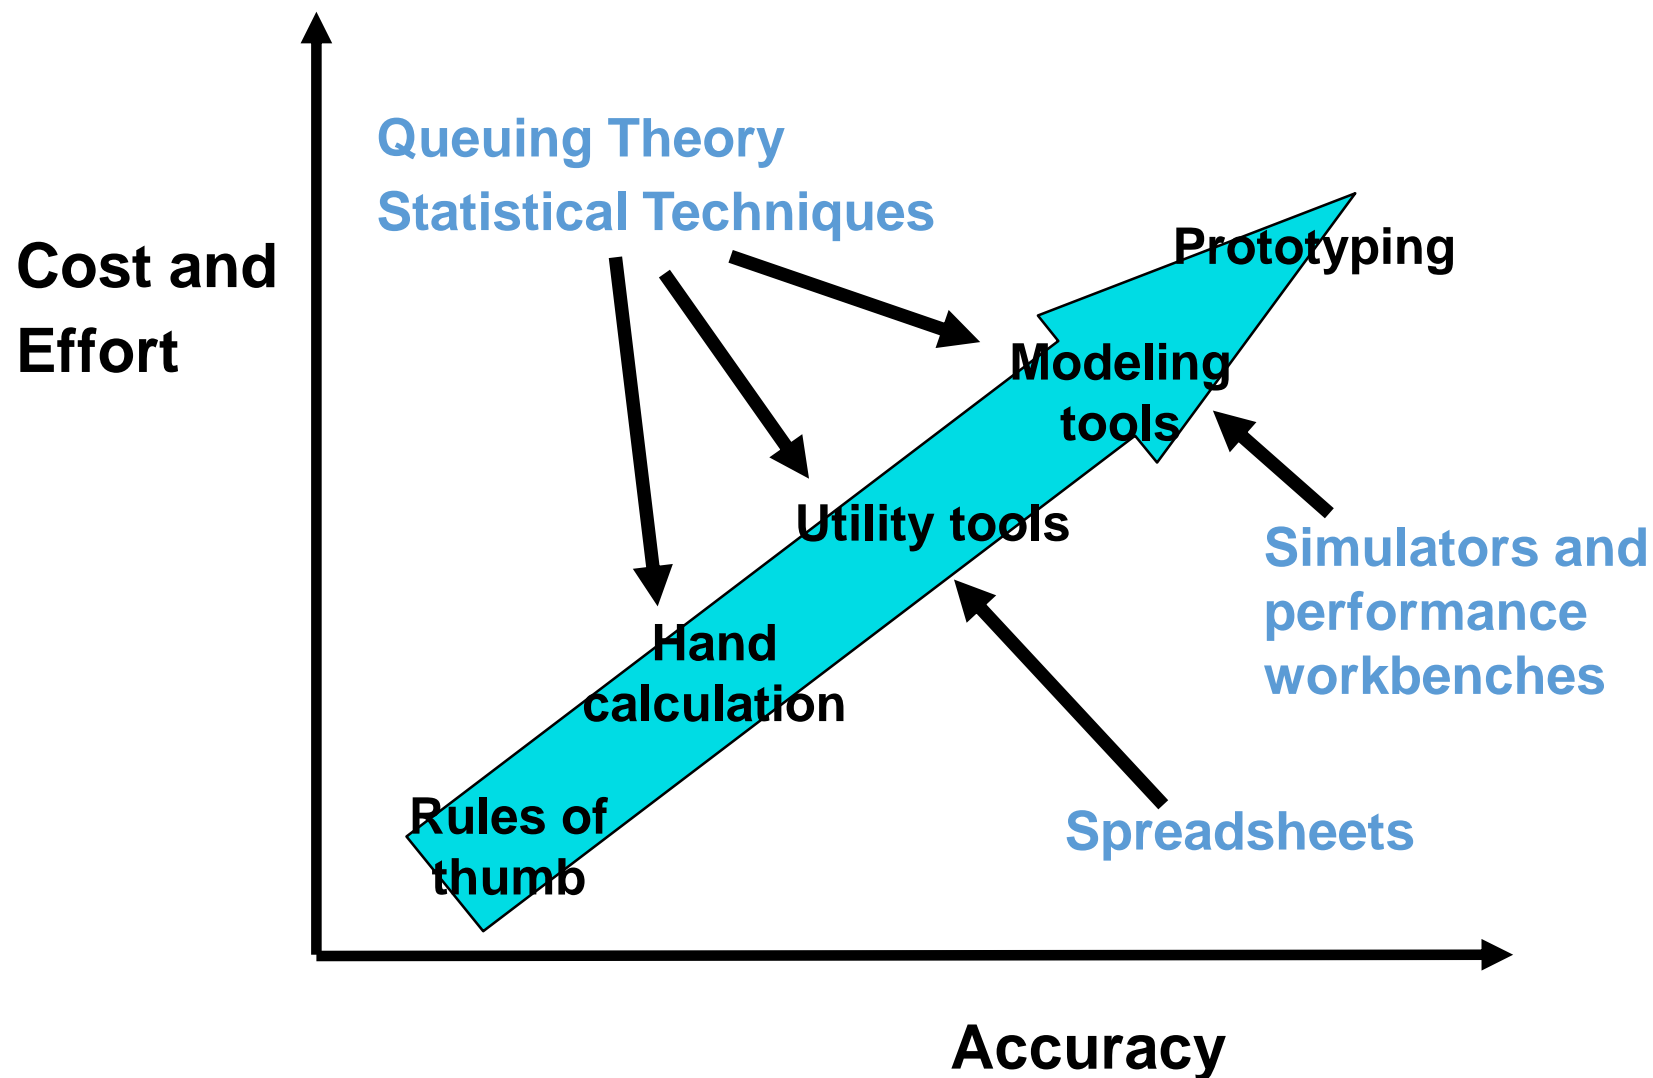 Queuing Theory
Statistical Techniques
Cost and
Effort
Prototyping
Modeling
tools
Utility tools
Simulators and
performance
workbenches
Hand
calculation
Rules of
thumb
Spreadsheets
Accuracy